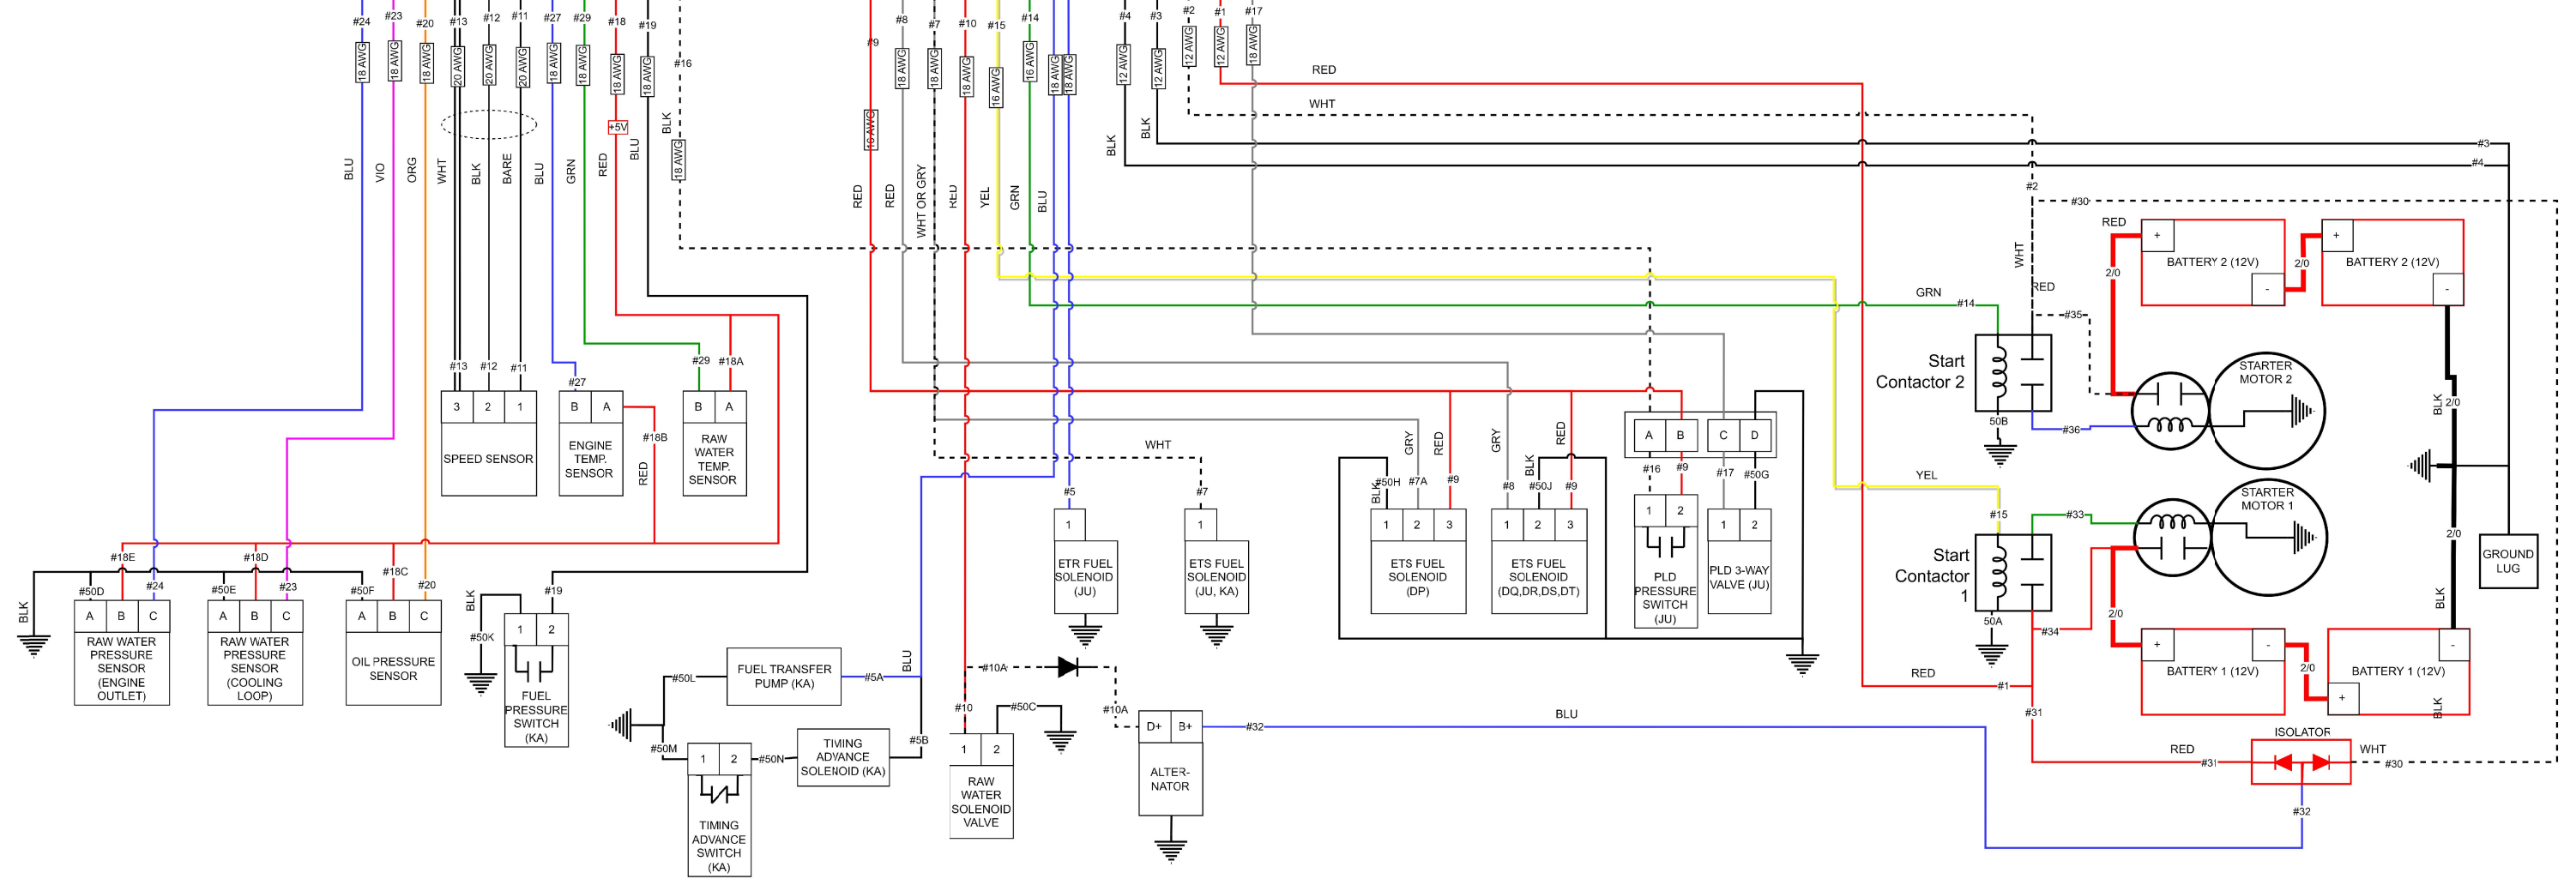 #24
#23
#20
#13
#12
#11
#27
#29
#18
#19
#16
#9
#8
#7
#10
#15
#14
#4
#3
#2
#1
#17
18 AWG
18 AWG
18 AWG
20 AWG
20 AWG
20 AWG
18 AWG
18 AWG
18 AWG
18 AWG
18 AWG
16 AWG
18 AWG
18 AWG
18 AWG
16 AWG
16 AWG
18 AWG
18 AWG
12 AWG
12 AWG
12 AWG
12 AWG
18 AWG
+5V
BLU
VIO
ORG
WHT
BLK
BARE
BLU
GRN
RED
BLU
BLK
RED
RED
WHT OR GRY
RED
YEL
GRN
BLU
BLK
BLK
RED
WHT
#3
#4
#2
#30
RED
WHT
RED
GRN
#14
#35
2/0
+
BATTERY 2 (12V)
-
2/0
+
BATTERY 2 (12V)
-
Start
Contactor 2
50B
#36
STARTER
MOTOR 2
BLK
2/0
#13
#12
#11
3
2
1
SPEED SENSOR
#27
B
A
ENGINE
TEMP.
SENSOR
#18B
RED
#29
#18A
B
A
RAW
WATER
TEMP.
SENSOR
WHT
#5
1
ETR FUEL
SOLENOID
(JU)
#7
1
ETS FUEL
SOLENOID
(JU, KA)
BLK
#50H
GRY
#7A
RED
#9
1
2
3
ETS FUEL
SOLENOID
(DP)
GRY
#8
BLK
#50J
RED
#9
1
2
3
ETS FUEL
SOLENOID
(DQ,DR,DS,DT)
A
B
C
D
#16
#9
#17
#50G
1
2
PLD
PRESSURE
SWITCH
(JU)
1
2
PLD 3-WAY
VALVE (JU)
YEL
#15
#33
STARTER
MOTOR 1
Start
Contactor
1
50A
#34
2/0
2/0
BLK
GROUND
LUG
+
-
BATTERY 1 (12V)
2/0
-
+
BATTERY 1 (12V)
BLK
RED
#1
#31
BLK
#50D
#18E
#24
A
B
C
RAW WATER
PRESSURE
SENSOR
(ENGINE
OUTLET)
#50E
#18D
#23
A
B
C
RAW WATER
PRESSURE
SENSOR
(COOLING
LOOP)
#50F
#18C
#20
A
B
C
OIL PRESSURE
SENSOR
BLK
#50K
#19
1
2
FUEL
PRESSURE
SWITCH
(KA)
#50L
FUEL TRANSFER
PUMP (KA)
#5A
BLU
#50M
1
2
TIMING
ADVANCE
SWITCH
(KA)
#50N
TIMING
ADVANCE
SOLENOID (KA)
#5B
#10A
#10
#50C
1
2
RAW
WATER
SOLENOID
VALVE
#10A
D+
B+
ALTER-
NATOR
#32
BLU
RED
#31
ISOLATOR
WHT
#30
#32